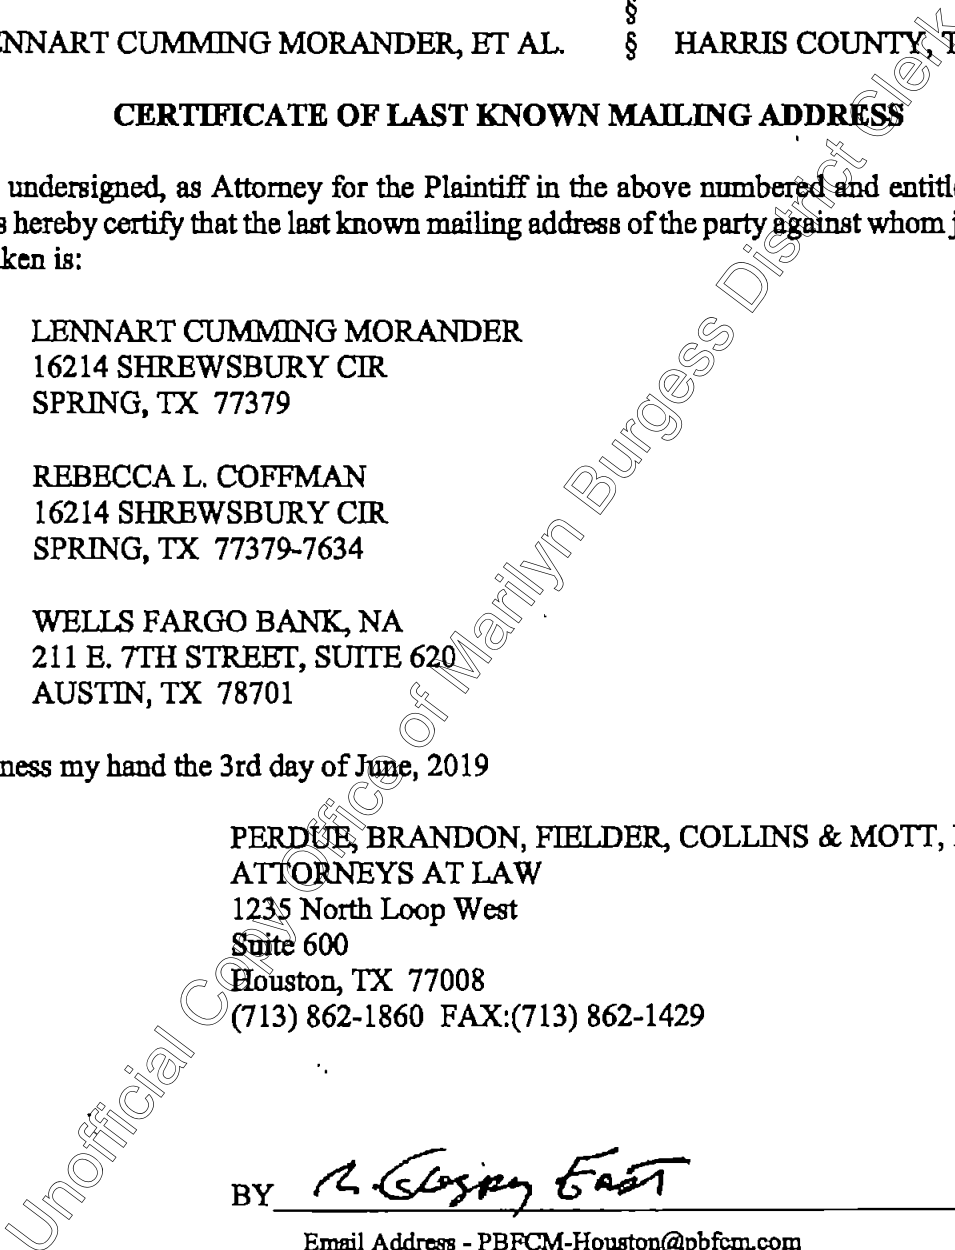 §
ENNART CUMMING MORANDER, ET AL. § HARRIS COUNTY, T
CERTIFICATE OF LAST KNOWN MAILING ADDRESS
undersigned, as Attorney for the Plaintiff in the above numbered and entitl
s hereby certify that the last known mailing address of the party against whom j
ken is:
LENNART CUMMING MORANDER
16214 SHREWSBURY CIR
SPRING, TX 77379
REBECCA L. COFFMAN
16214 SHREWSBURY CIR
SPRING, TX 77379-7634
WELLS FARGO BANK, NA
211 E. 7TH STREET, SUITE 620
AUSTIN, TX 78701
ness my hand the 3rd day of June, 2019
PERDUE, BRANDON, FIELDER, COLLINS & MOTT,
ATTORNEYS AT LAW
1235 North Loop West
Suite 600
Houston, TX 77008
(713) 862-1860 FAX:(713) 862-1429
BY R. Gregory East
Email Address - PBFCM-Houston@pbfcm.com
Unofficial Copy Office of Marilyn Burgess District Clerk